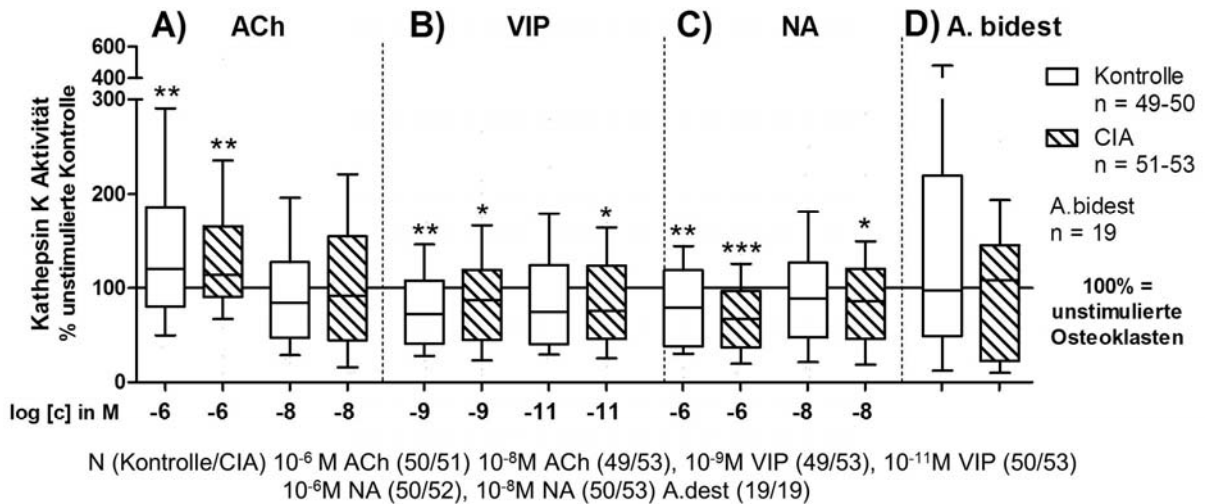 A) ACh B) VIP C) NA D) A. bidest
Kathepsin K Aktivität
% unstimulierte Kontrolle
600
400
300
200
100
0
** ** ** * * ** *** *
Kontrolle
n = 49-50
CIA
n = 51-53
A.bidest
n = 19
100% =
unstimulierte
Osteoklasten
log [c] in M -6 -6 -8 -8 -9 -9 -11 -11 -6 -6 -8 -8
N (Kontrolle/CIA) 10⁻⁶ M ACh (50/51) 10⁻⁸M ACh (49/53), 10⁻⁹M VIP (49/53), 10⁻¹¹M VIP (50/53)
10⁻⁶M NA (50/52), 10⁻⁸M NA (50/53) A.dest (19/19)